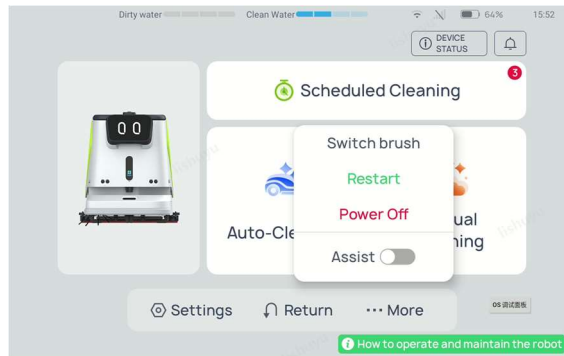 Dirty water
Clean Water
64%
15:52
DEVICE
STATUS
3
Scheduled Cleaning
Switch brush
Restart
Power Off
Assist
Auto-Cle
ual
ning
Settings
Return
More
OS 调试面板
How to operate and maintain the robot